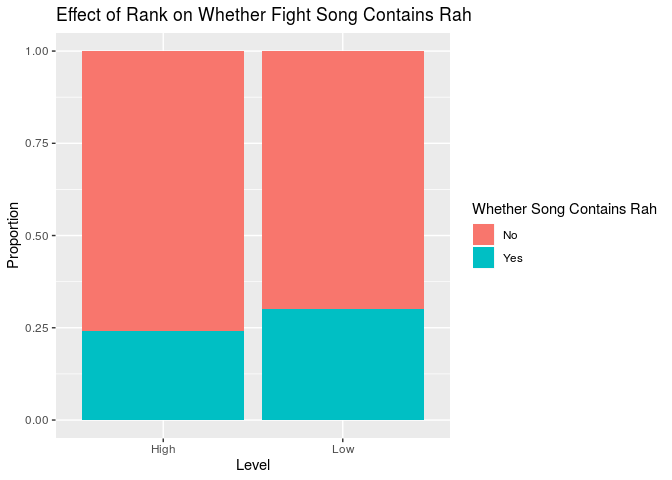 Effect of Rank on Whether Fight Song Contains Rah
1.00
0.75
0.50
0.25
0.00
Proportion
High
Low
Level
Whether Song Contains Rah
No
Yes